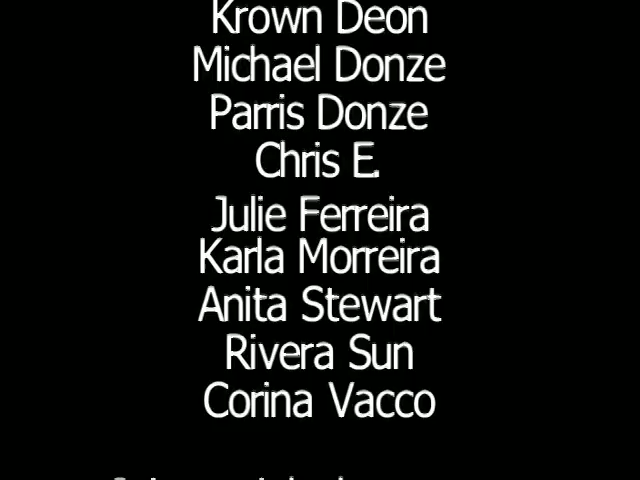 Krown Deon
Michael Donze
Parris Donze
Chris E.
Julie Ferreira
Karla Morreira
Anita Stewart
Rivera Sun
Corina Vacco